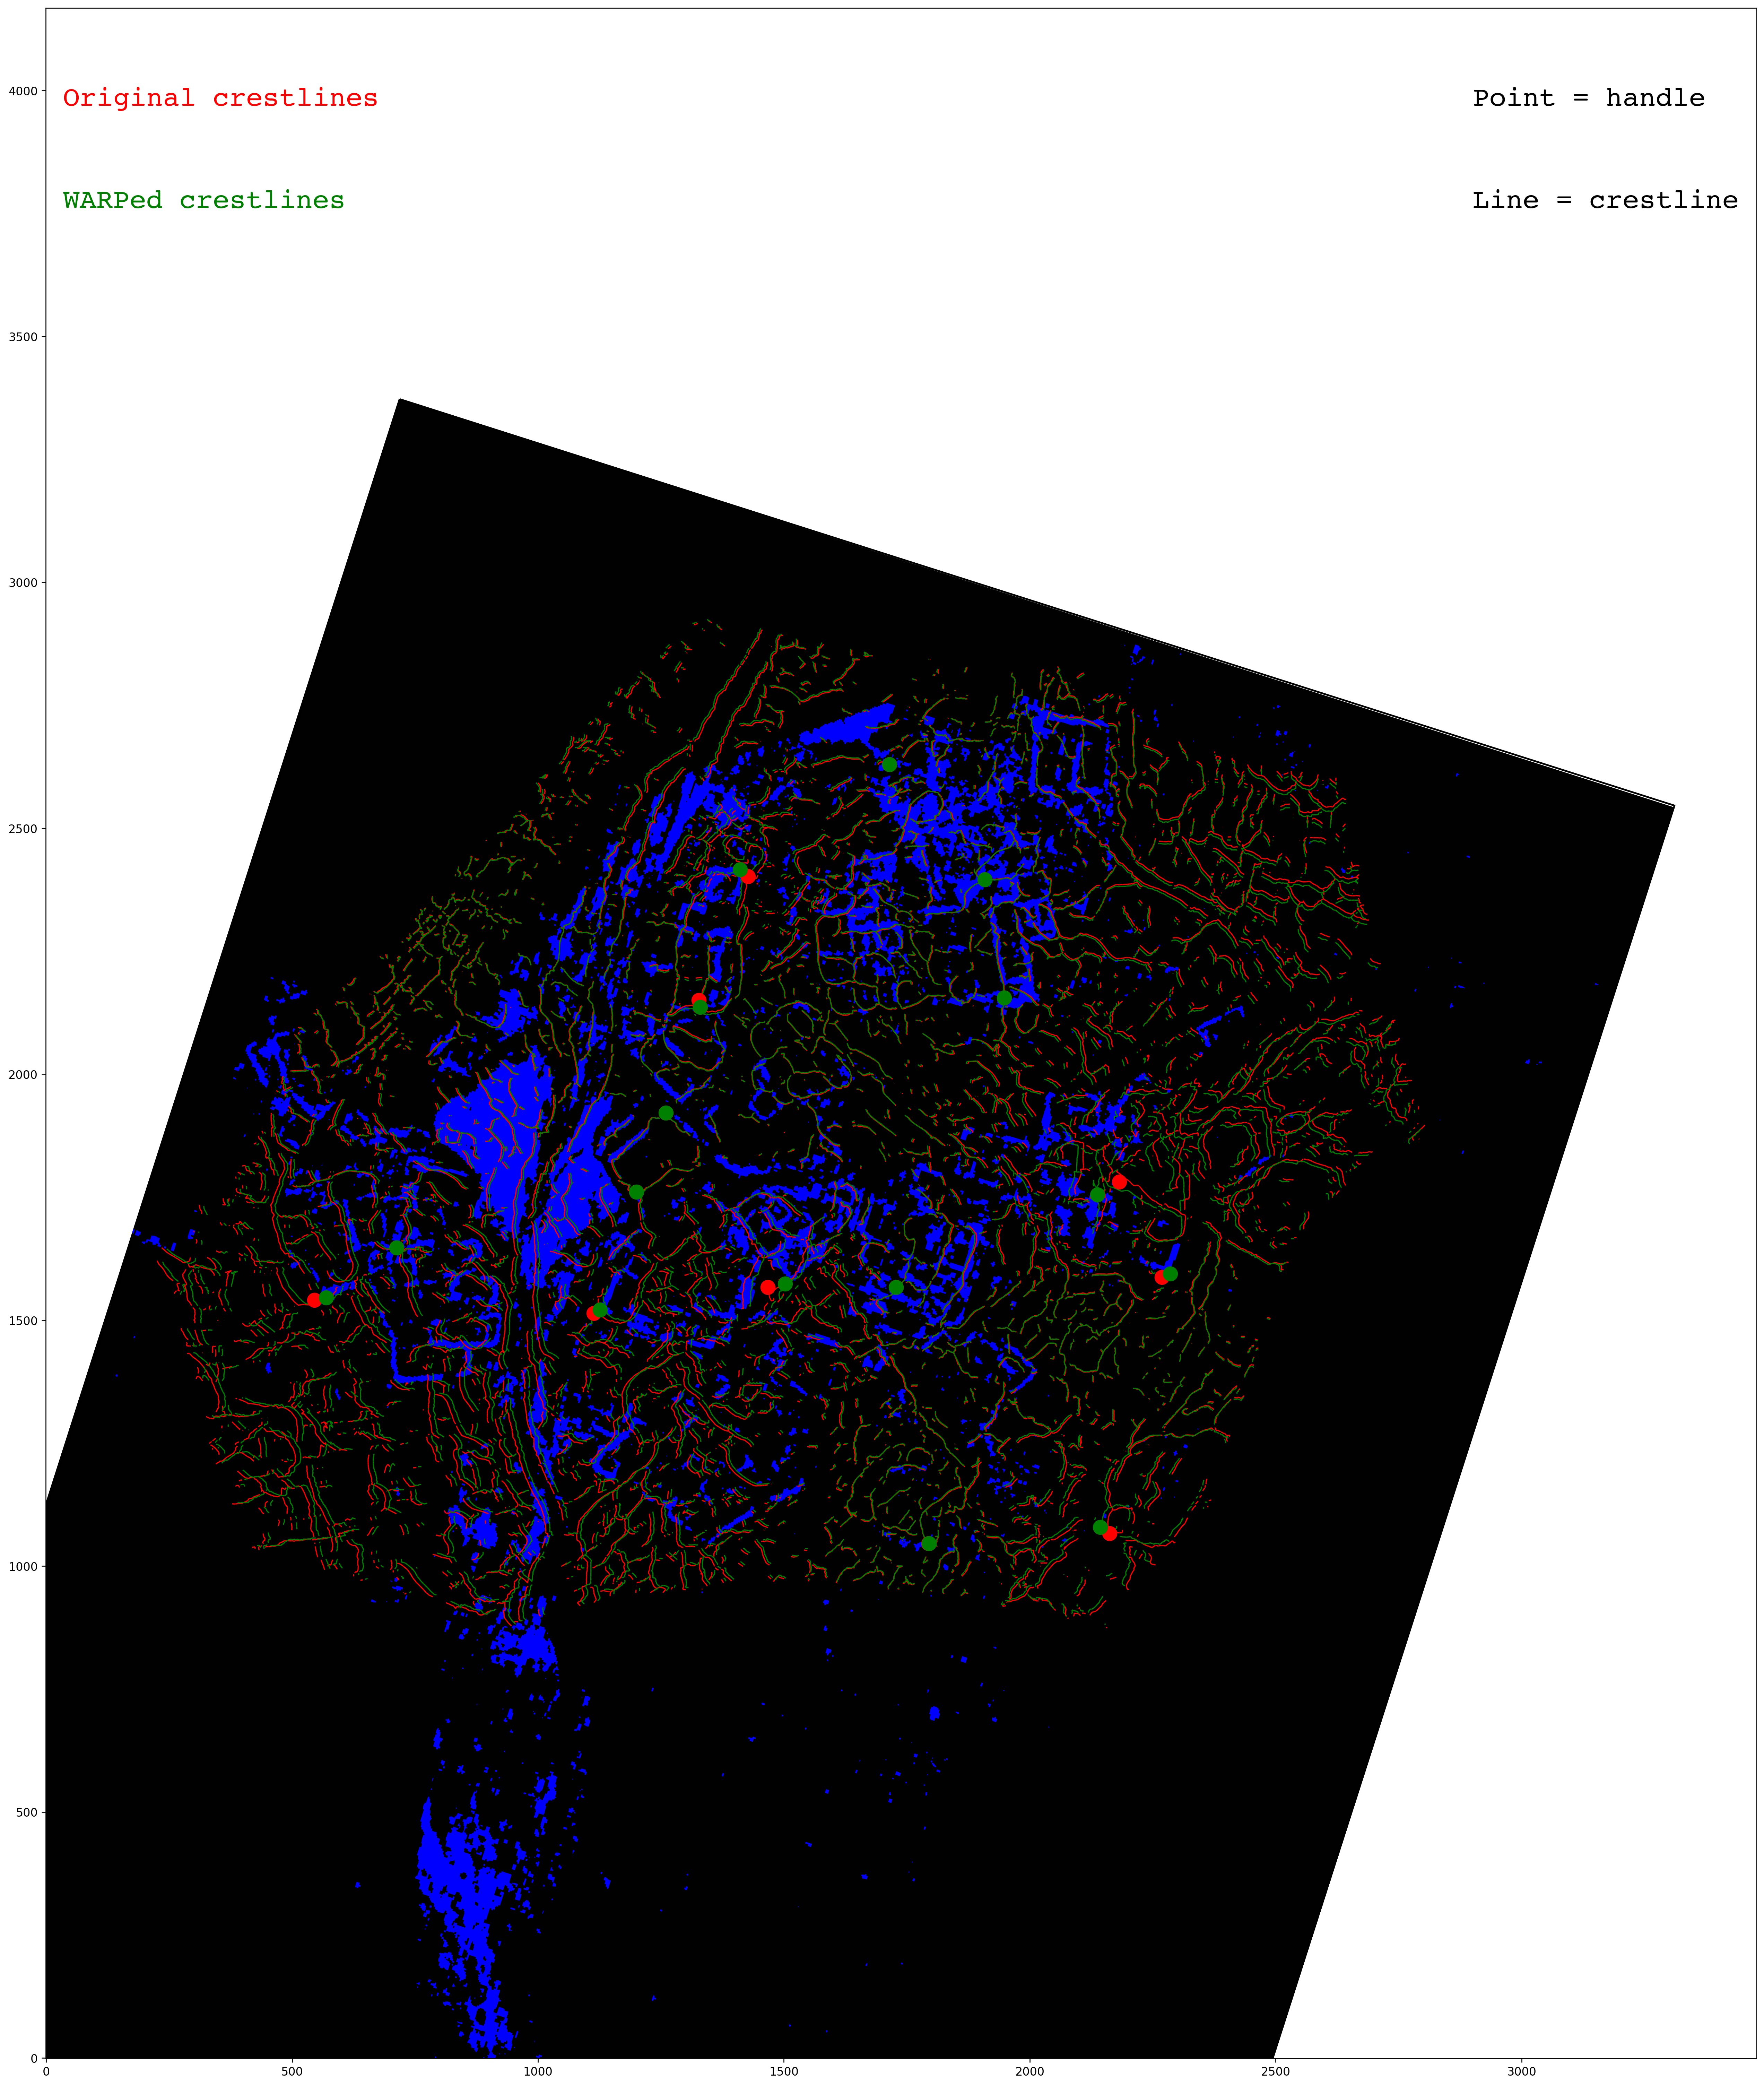 Original crestlines
Point = handle
WARPed crestlines
Line = crestline
4000
3500
3000
2500
2000
1500
1000
500
0
0 500 1000 1500 2000 2500 3000